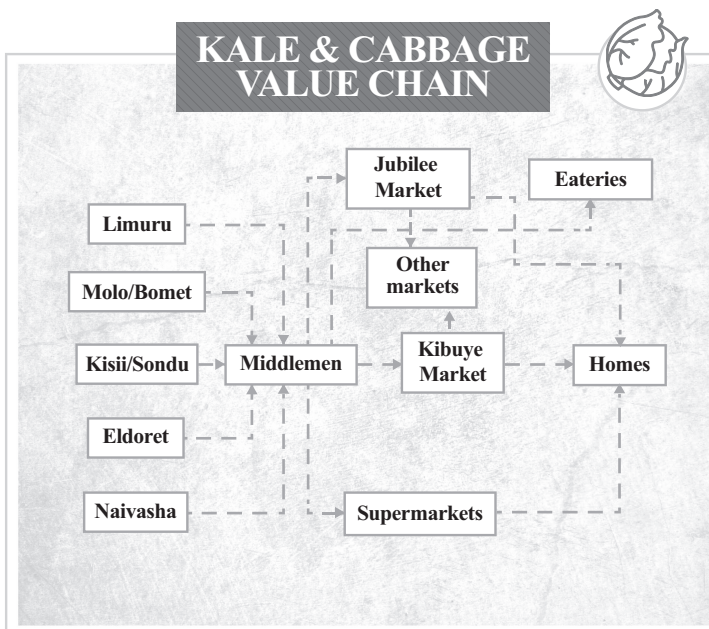 KALE & CABBAGE
VALUE CHAIN
Jubilee
Market
Eateries
Limuru
Other
markets
Molo/Bomet
Kisii/Sondu
Middlemen
Kibuye
Market
Homes
Eldoret
Naivasha
Supermarkets